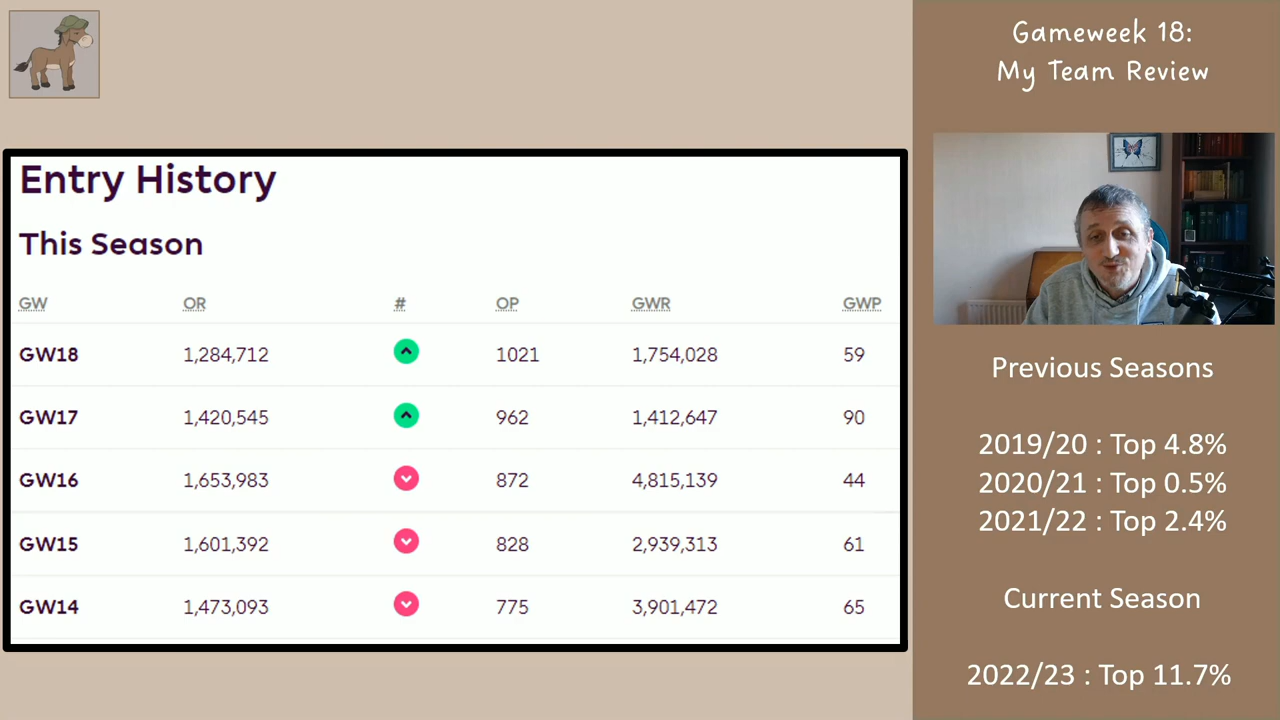 Entry History
This Season
GW OR # OP GWR GWP
GW18 1,284,712 1021 1,754,028 59
GW17 1,420,545 962 1,412,647 90
GW16 1,653,983 872 4,815,139 44
GW15 1,601,392 828 2,939,313 61
GW14 1,473,093 775 3,901,472 65
Gameweek 18:
My Team Review
Previous Seasons
2019/20 : Top 4.8%
2020/21 : Top 0.5%
2021/22 : Top 2.4%
Current Season
2022/23 : Top 11.7%